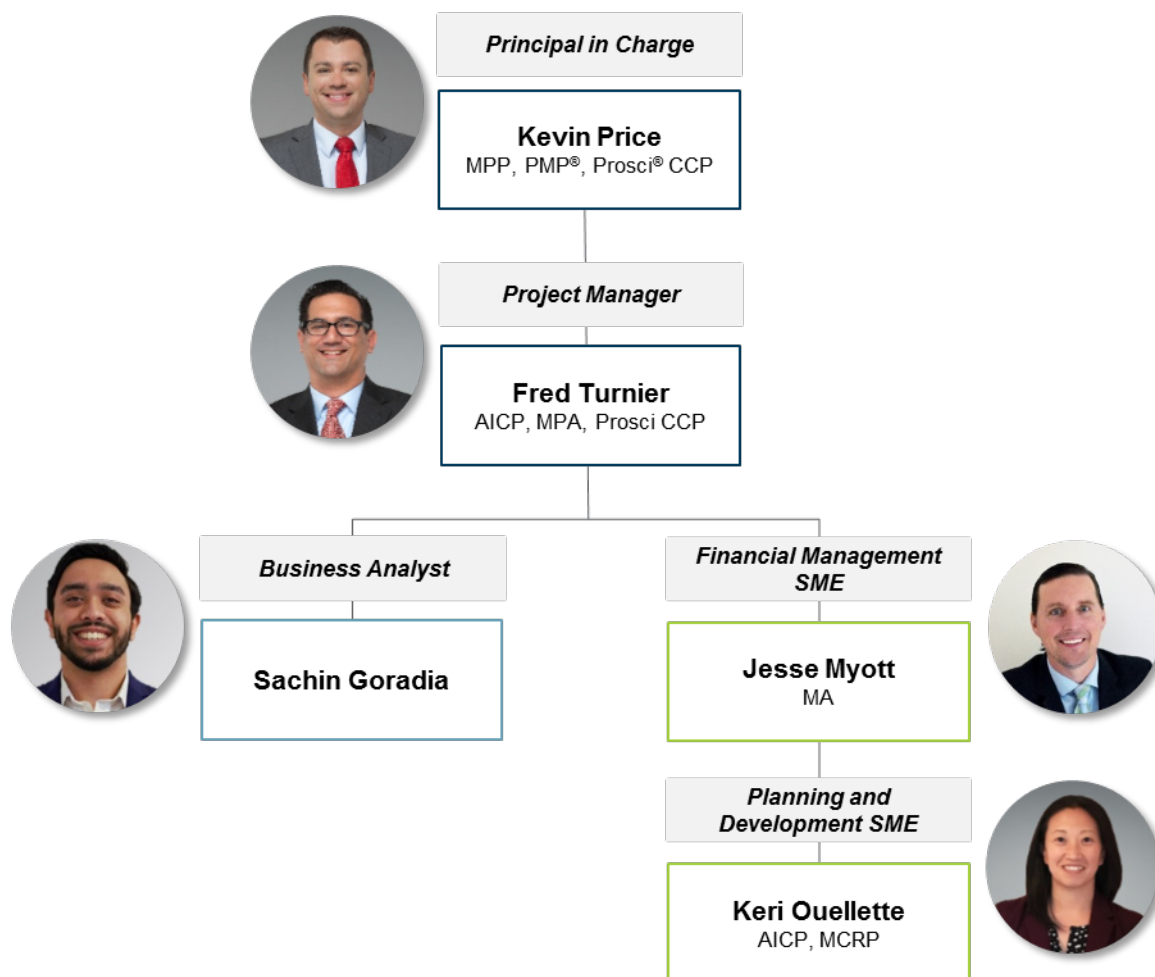 Principal in Charge
Kevin Price
MPP, PMP®, Prosci® CCP
Project Manager
Fred Turnier
AICP, MPA, Prosci CCP
Business Analyst
Sachin Goradia
Financial Management
SME
Jesse Myott
MA
Planning and
Development SME
Keri Ouellette
AICP, MCRP